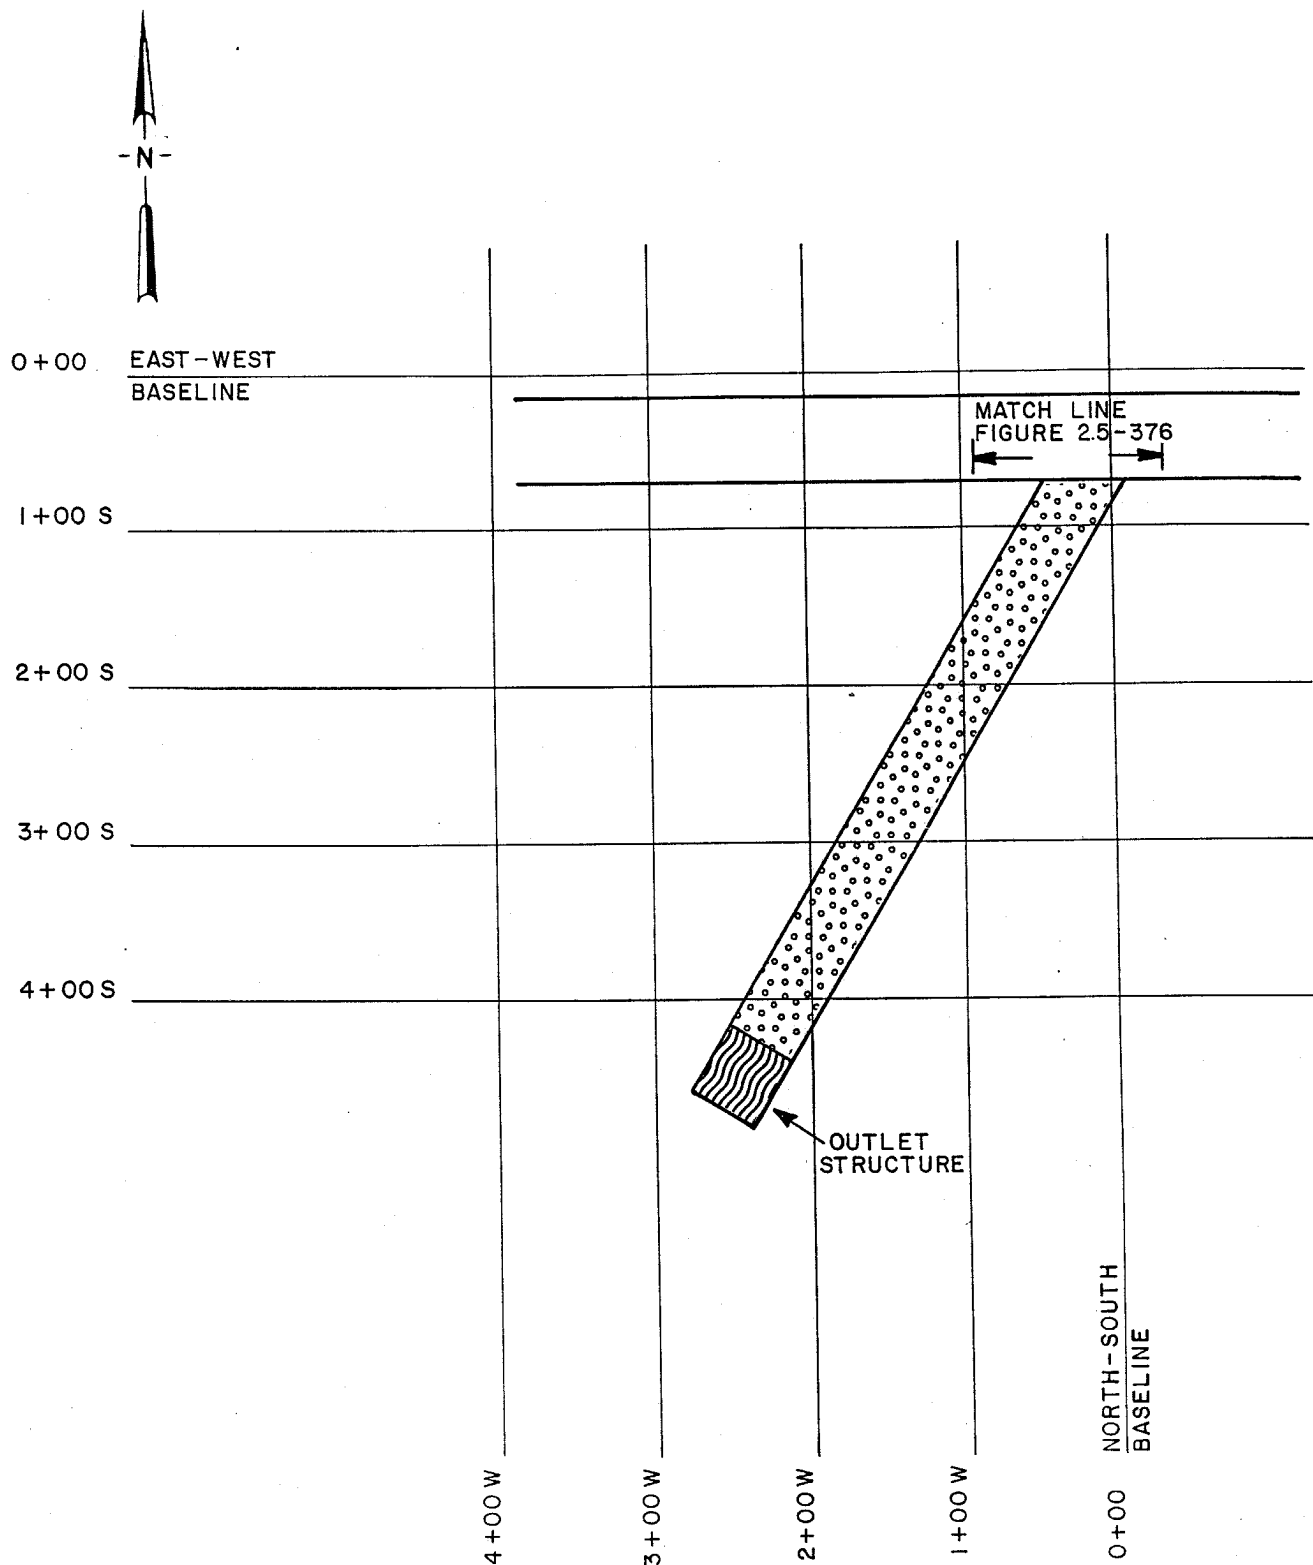 -N-
0+00
EAST-WEST
BASELINE
MATCH LINE
FIGURE 2.5-376
1+00 S
2+00 S
3+00 S
4+00 S
OUTLET
STRUCTURE
NORTH-SOUTH
BASELINE
4+00 W
3+00 W
2+00 W
1+00 W
0+00